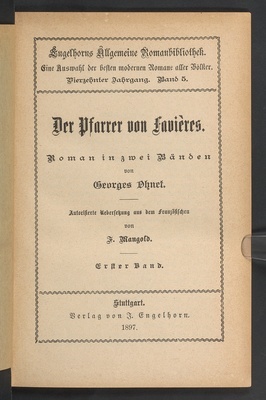 Engelhorns Allgemeine Romanbibliothek.
Eine Auswahl der besten modernen Romane aller Völker.
Vierzehnter Jahrgang. Band 5.
Der Pfarrer von Favières.
Roman in zwei Bänden
von
Georges Ohnet.
Autorisierte Uebersetzung aus dem Französischen
von
J. Mangold.
Erster Band.
Stuttgart.
Verlag von J. Engelhorn.
1897.